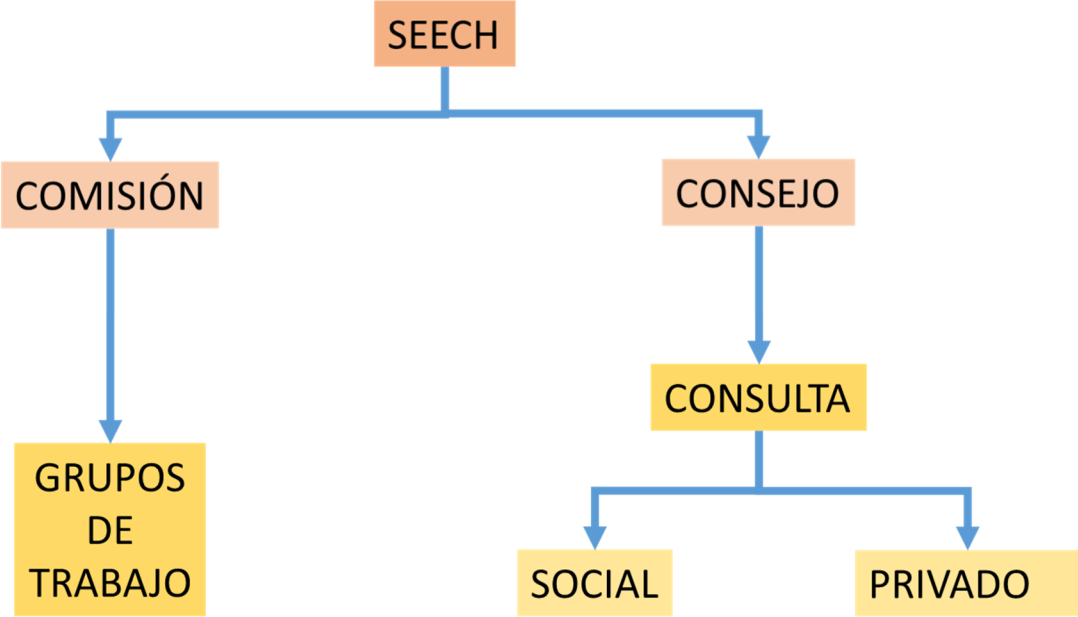 SEECH
COMISIÓN
CONSEJO
CONSULTA
GRUPOS
DE
TRABAJO
SOCIAL
PRIVADO